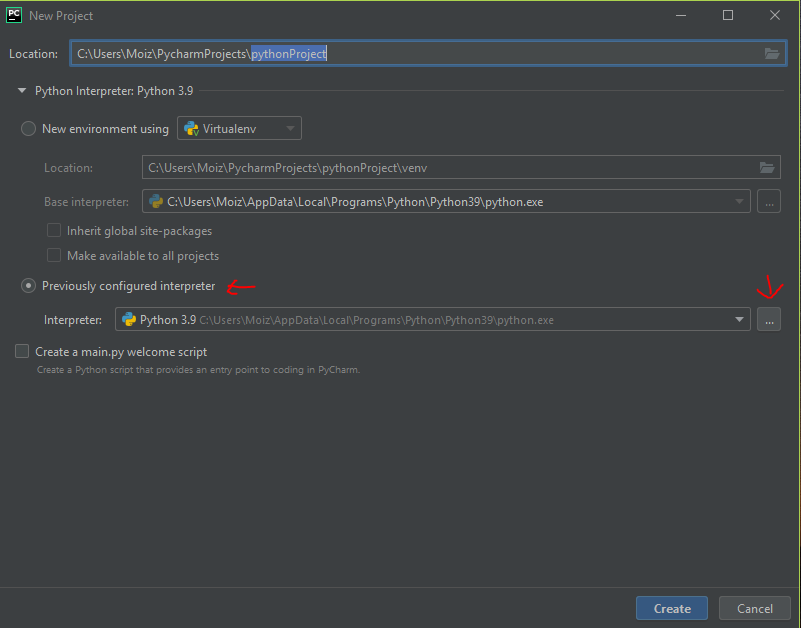 PC New Project
Location: C:\Users\Moiz\PycharmProjects\pythonProject
Python Interpreter: Python 3.9
New environment using Virtualenv
Location: C:\Users\Moiz\PycharmProjects\pythonProject\venv
Base interpreter: C:\Users\Moiz\AppData\Local\Programs\Python\Python39\python.exe ...
Inherit global site-packages
Make available to all projects
Previously configured interpreter
Interpreter: Python 3.9 C:\Users\Moiz\AppData\Local\Programs\Python\Python39\python.exe ...
Create a main.py welcome script
Create a Python script that provides an entry point to coding in PyCharm.
Create Cancel